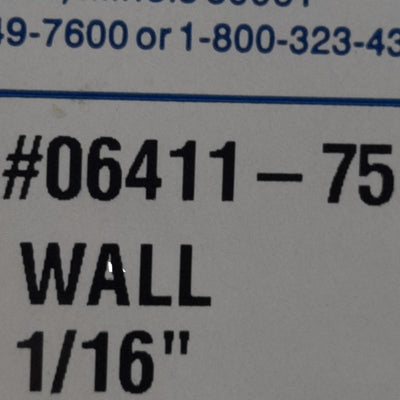 49-7600 or 1-800-323-43
#06411 – 75
WALL
1/16"